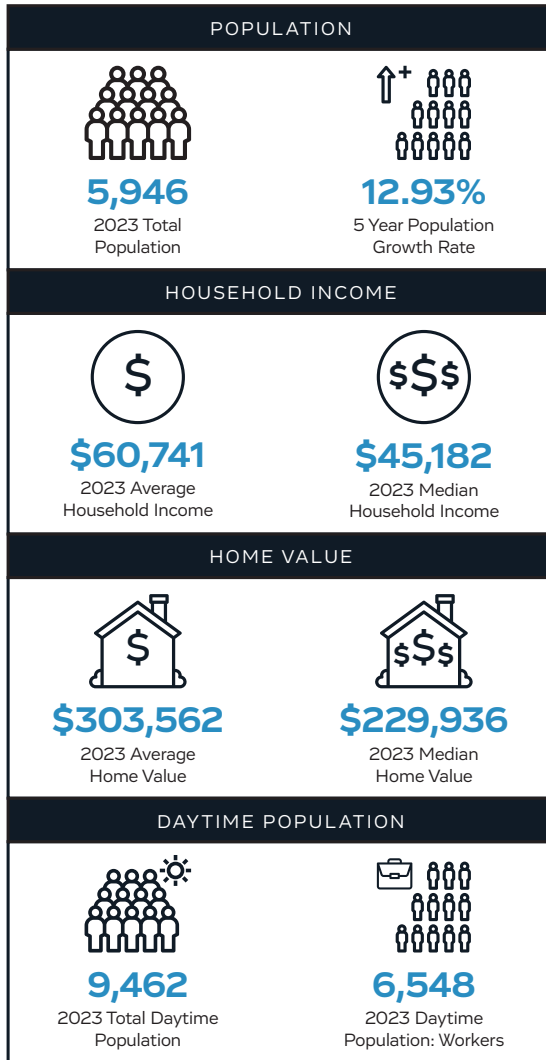 POPULATION
5,946
2023 Total
Population
12.93%
5 Year Population
Growth Rate
HOUSEHOLD INCOME
$
$60,741
2023 Average
Household Income
$$$
$45,182
2023 Median
Household Income
HOME VALUE
$
$303,562
2023 Average
Home Value
$$$
$229,936
2023 Median
Home Value
DAYTIME POPULATION
9,462
2023 Total Daytime
Population
6,548
2023 Daytime
Population: Workers